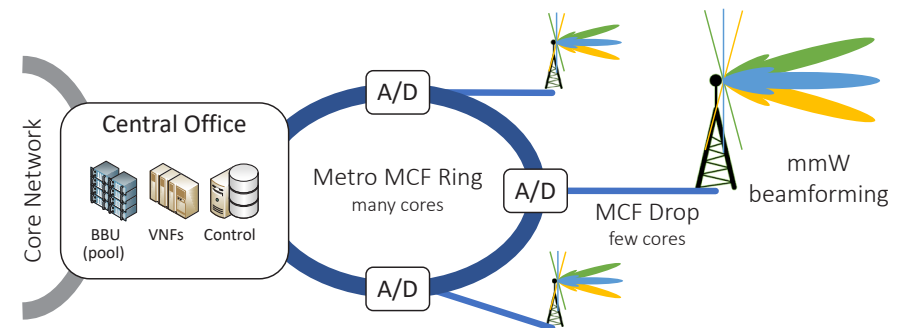 Core Network
Central Office
BBU
(pool)
VNFs
Control
A/D
Metro MCF Ring
many cores
A/D
A/D
MCF Drop
few cores
mmW
beamforming